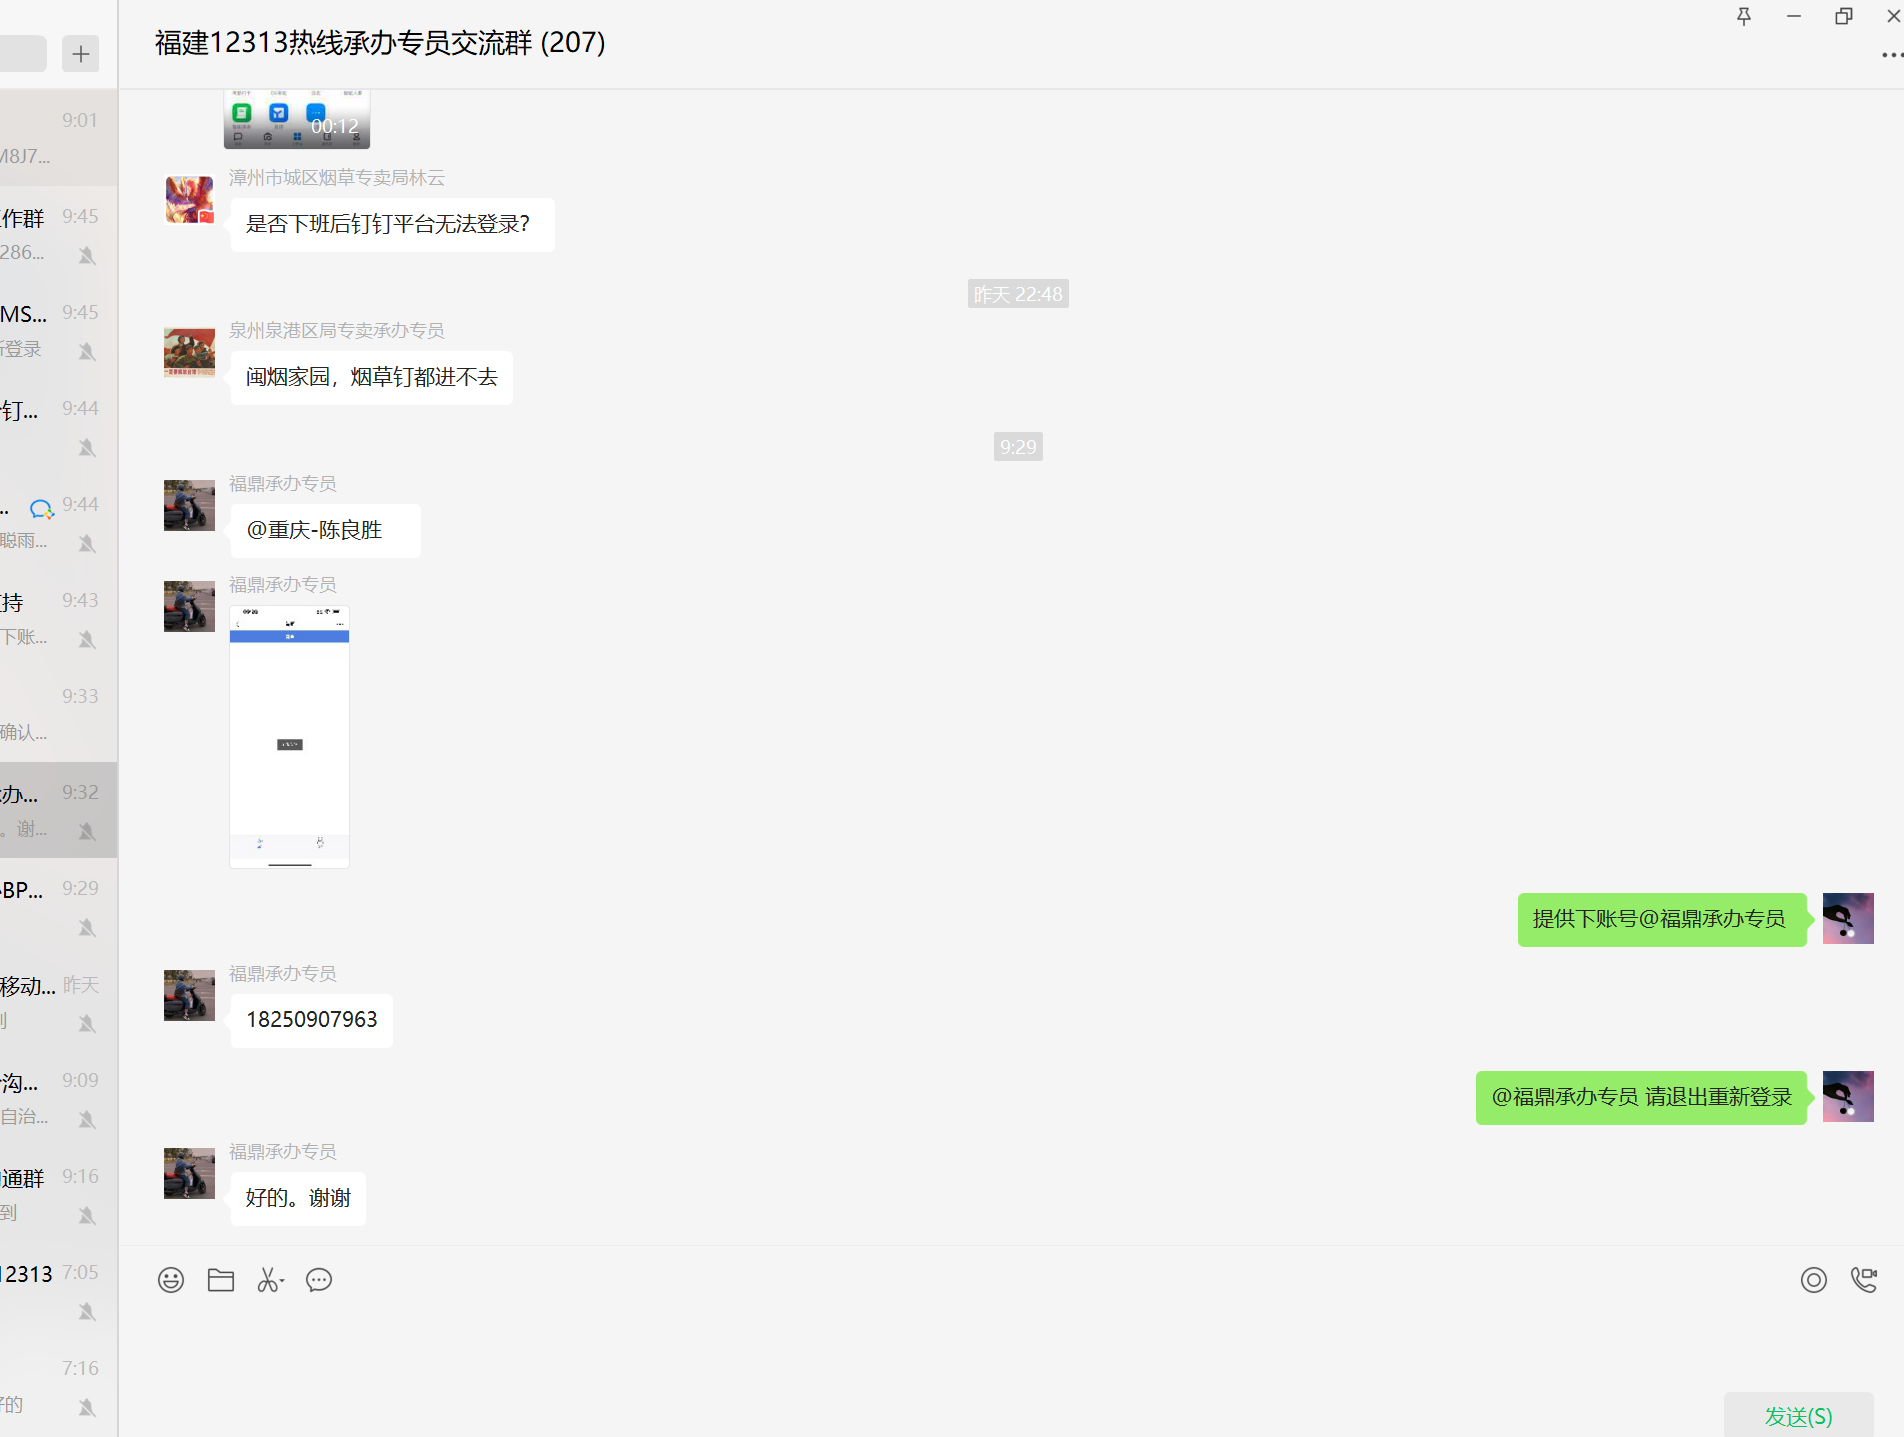 福建12313热线承办专员交流群 (207)
9:01
M8J7...
作群 9:45
286...
MS... 9:45
新登录
钉... 9:44
... 9:44
聪雨...
持 9:43
下账...
9:33
确认...
办... 9:32
。谢...
BP... 9:29
移动... 昨天
沟... 9:09
自治...
通群 9:16
到
12313 7:05
7:16
好的
00:12
漳州市城区烟草专卖局林云
是否下班后钉钉平台无法登录?
昨天 22:48
泉州泉港区局专卖承办专员
闽烟家园，烟草钉都进不去
9:29
福鼎承办专员
@重庆-陈良胜
福鼎承办专员
提供下账号@福鼎承办专员
福鼎承办专员
18250907963
@福鼎承办专员 请退出重新登录
福鼎承办专员
好的。谢谢
发送(S)